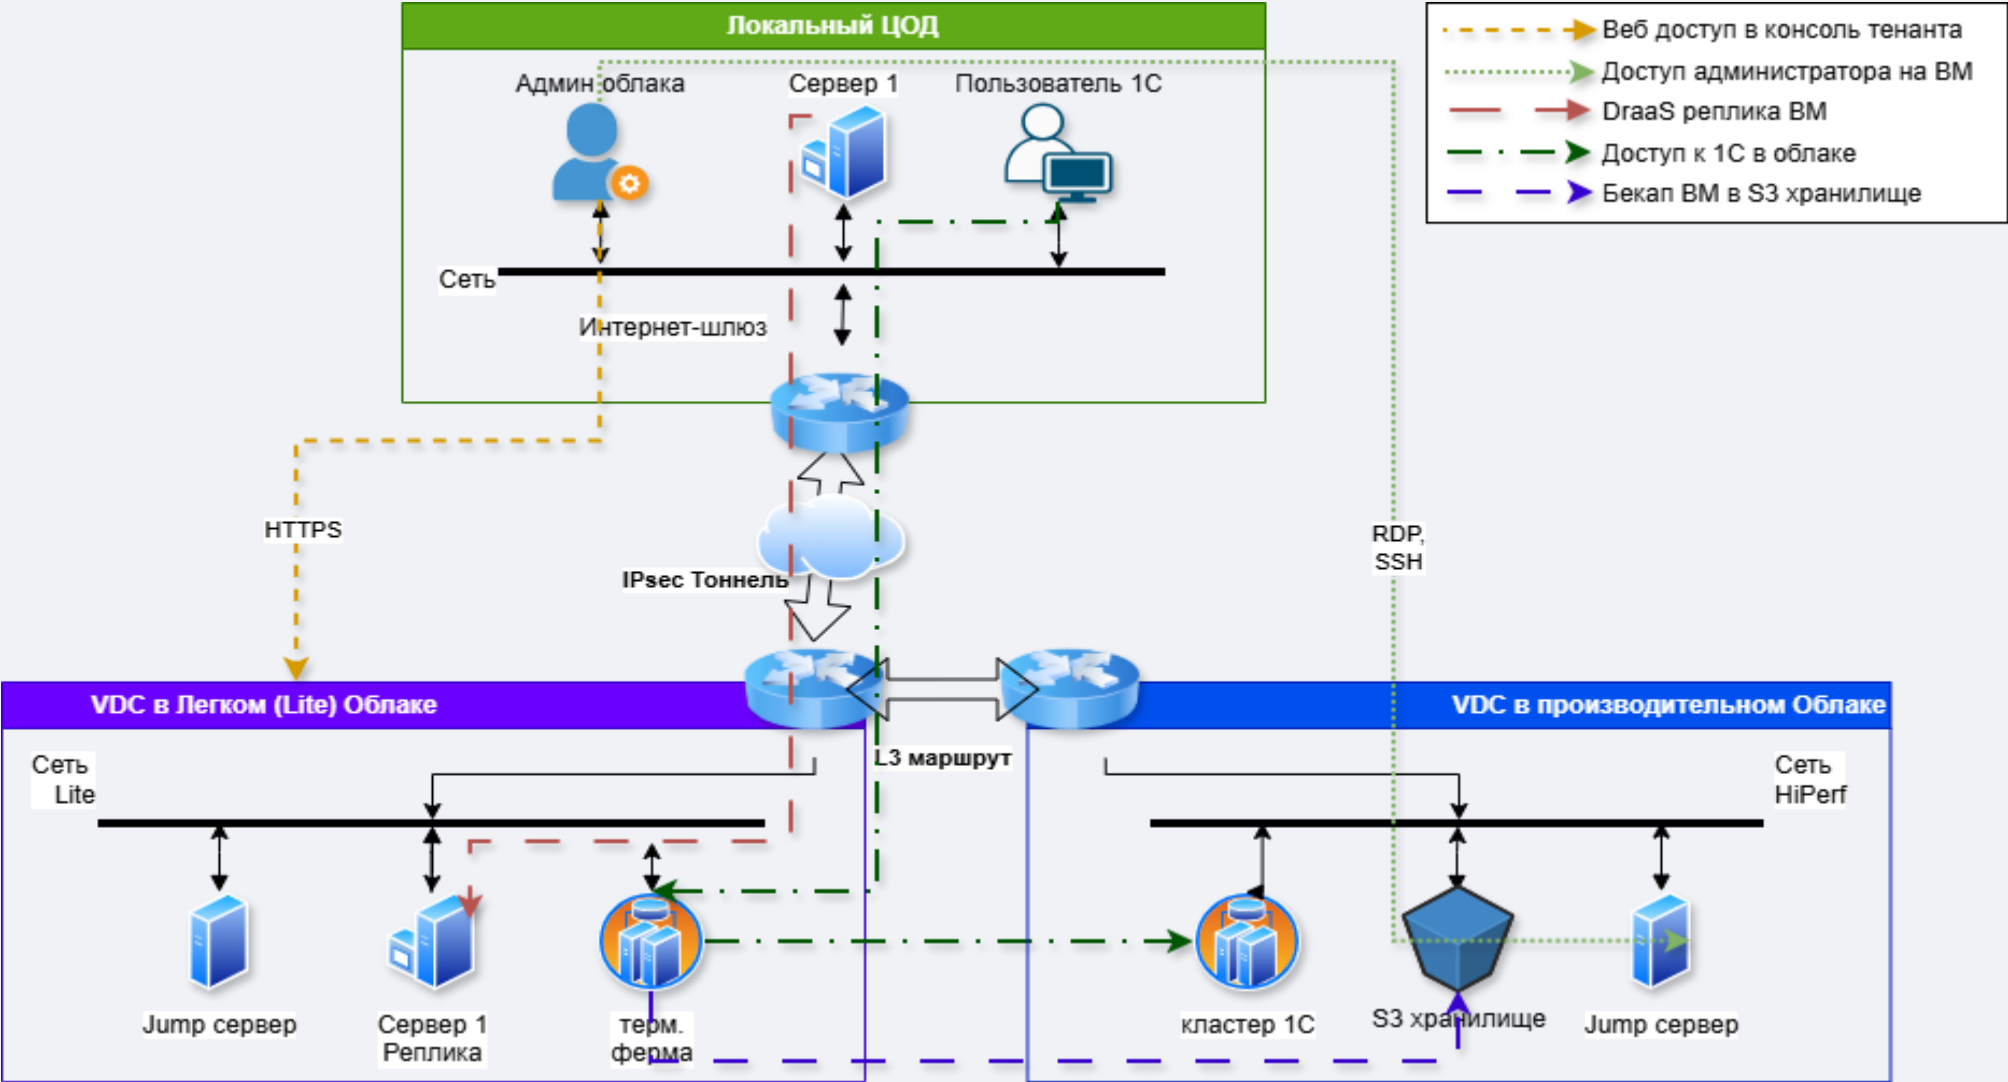 Локальный ЦОД
Админ облака
Сервер 1
Пользователь 1С
Сеть
Интернет-шлюз
Веб доступ в консоль тенанта
Доступ администратора на ВМ
DraaS реплика ВМ
Доступ к 1С в облаке
Бекап ВМ в S3 хранилище
HTTPS
RDP,
SSH
IPsec Тоннель
VDC в Легком (Lite) Облаке
VDC в производительном Облаке
L3 маршрут
Сеть
Lite
Сеть
HiPerf
Jump сервер
Сервер 1
Реплика
терм.
ферма
кластер 1С
S3 хранилище
Jump сервер